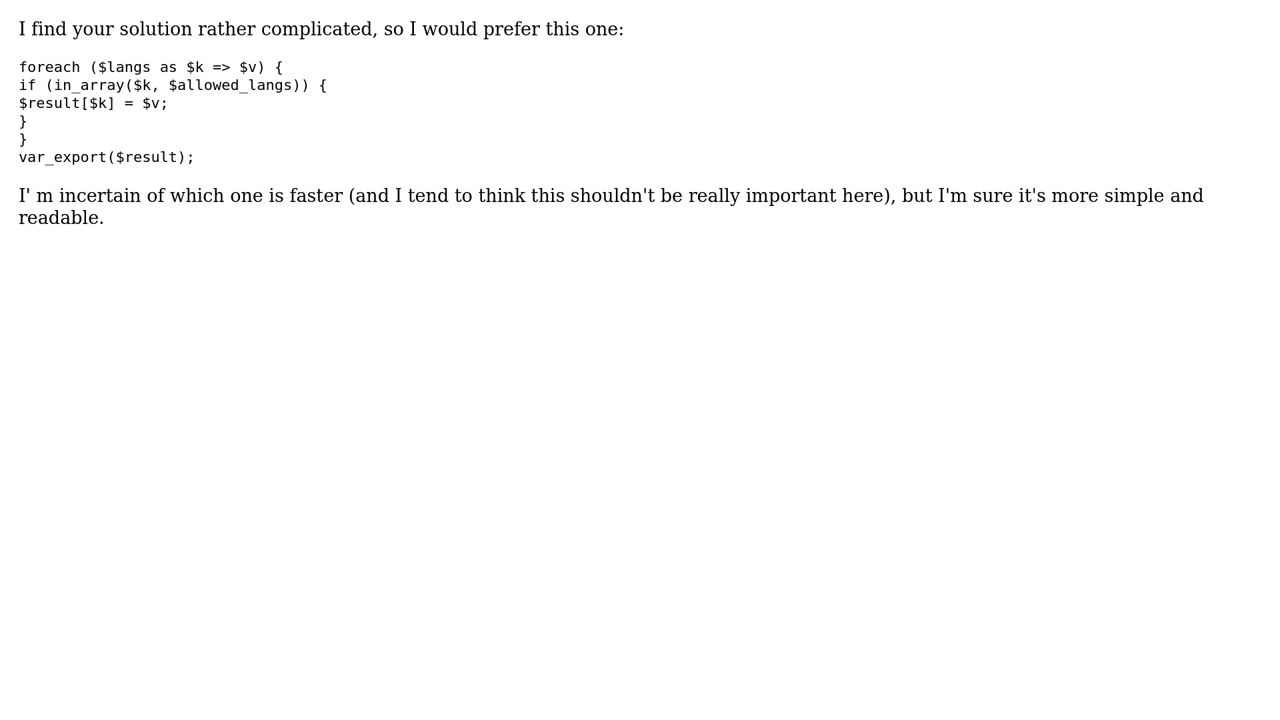 I find your solution rather complicated, so I would prefer this one:
foreach ($langs as $k => $v) {
if (in_array($k, $allowed_langs)) {
$result[$k] = $v;
}
}
var_export($result);
I' m incertain of which one is faster (and I tend to think this shouldn't be really important here), but I'm sure it's more simple and
readable.